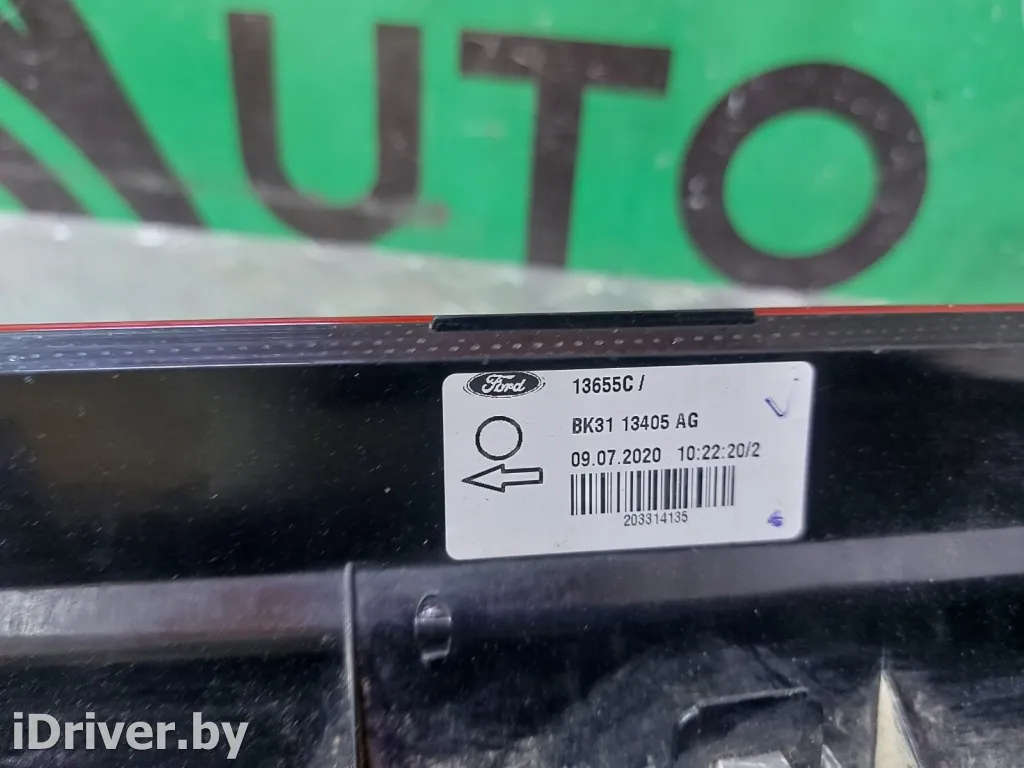 AUTO
Ford
13655C /
BK31 13405 AG
09.07.2020 10:22:20/2
203314135
iDriver.by